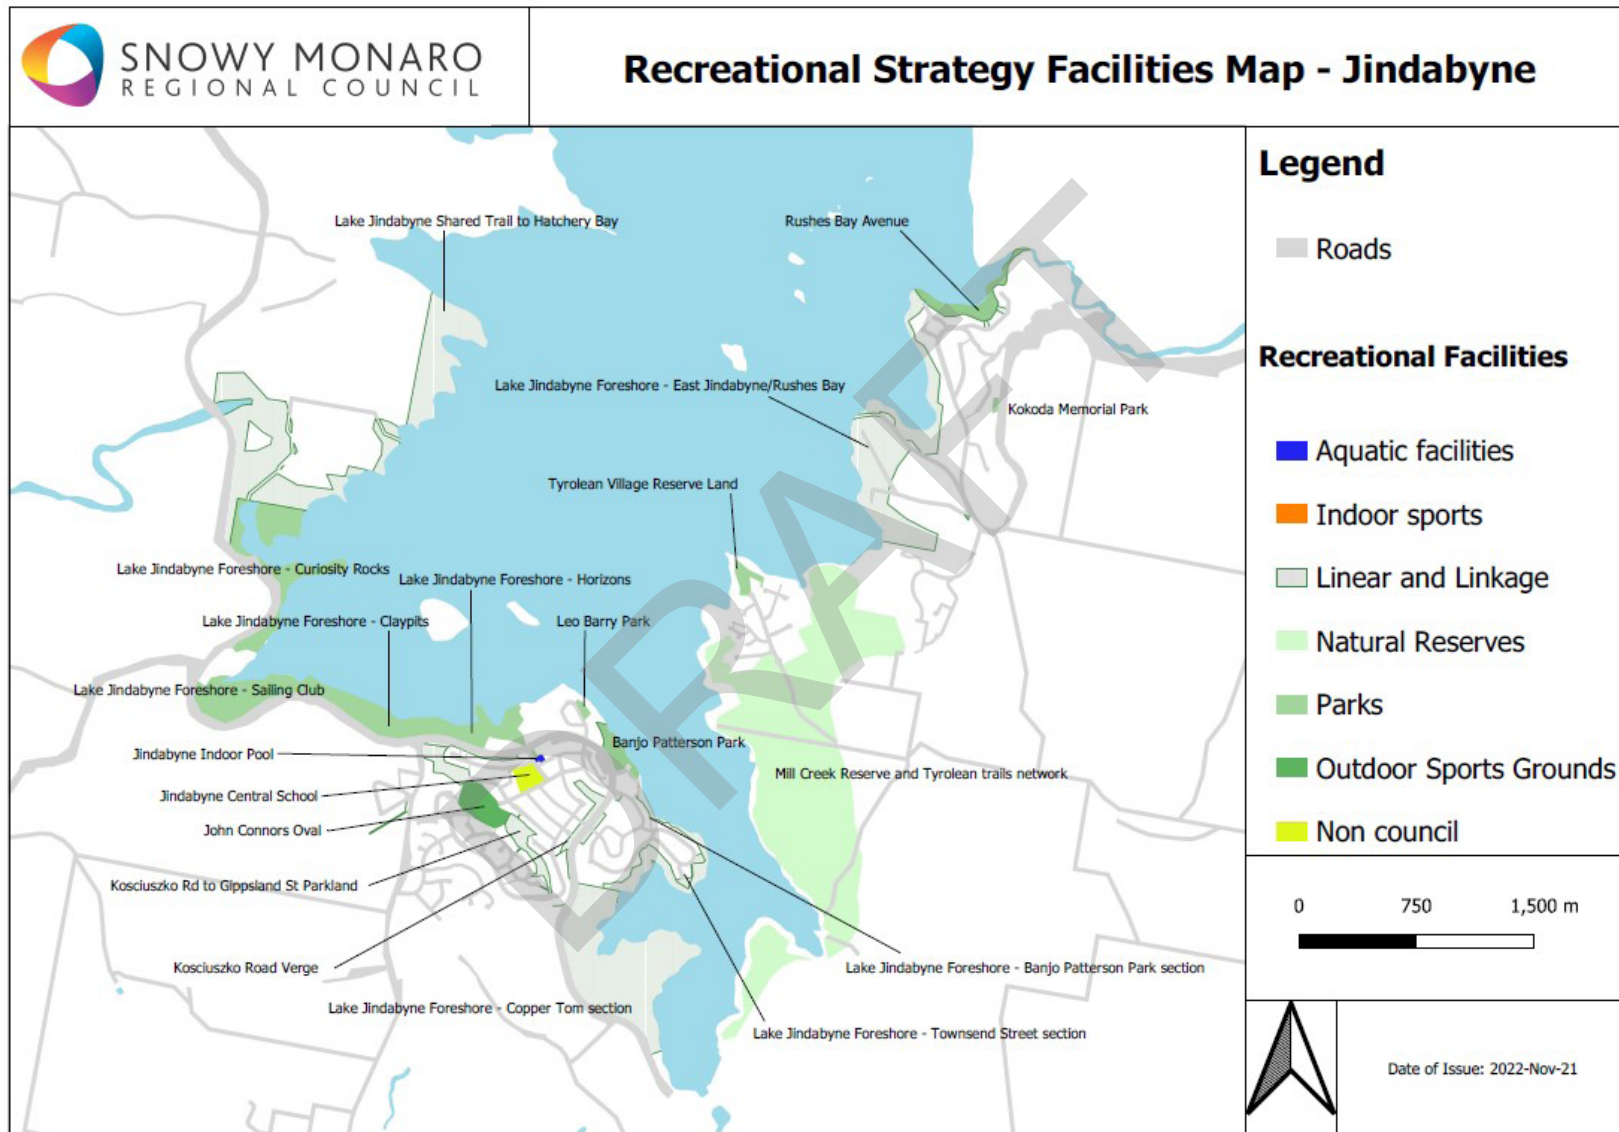 SNOWY MONARO
REGIONAL COUNCIL
Recreational Strategy Facilities Map - Jindabyne
Lake Jindabyne Shared Trail to Hatchery Bay
Rushes Bay Avenue
Lake Jindabyne Foreshore - East Jindabyne/Rushes Bay
Kokoda Memorial Park
Tyrolean Village Reserve Land
Lake Jindabyne Foreshore - Curiosity Rocks
Lake Jindabyne Foreshore - Horizons
Lake Jindabyne Foreshore - Claypits
Leo Barry Park
Lake Jindabyne Foreshore - Sailing Club
Jindabyne Indoor Pool
Banjo Patterson Park
Mill Creek Reserve and Tyrolean trails network
Jindabyne Central School
John Connors Oval
Kosciuszko Rd to Gippsland St Parkland
Kosciuszko Road Verge
Lake Jindabyne Foreshore - Banjo Patterson Park section
Lake Jindabyne Foreshore - Copper Tom section
Lake Jindabyne Foreshore - Townsend Street section
DRAFT
Legend
Roads
Recreational Facilities
Aquatic facilities
Indoor sports
Linear and Linkage
Natural Reserves
Parks
Outdoor Sports Grounds
Non council
0 750 1,500 m
Date of Issue: 2022-Nov-21